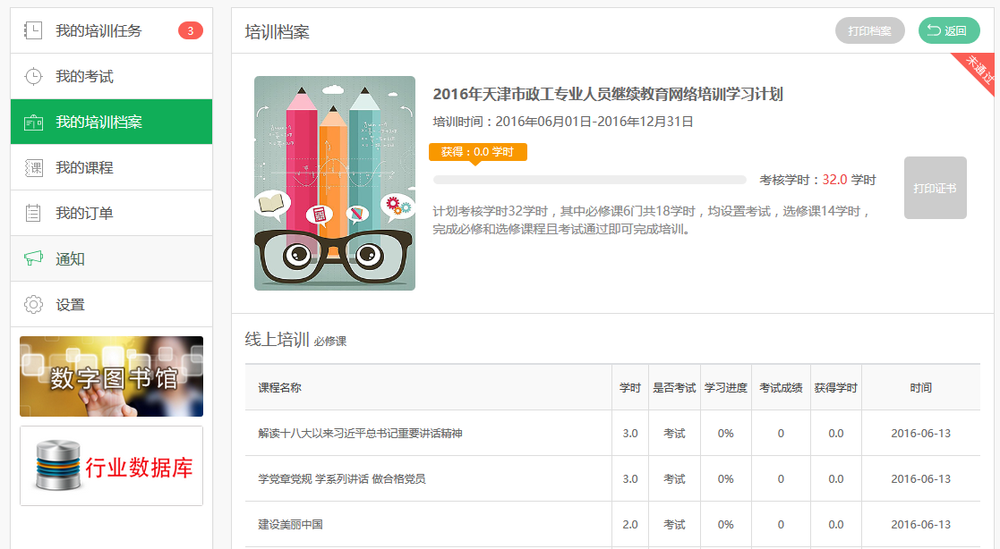 我的培训任务 3
我的考试
我的培训档案
我的课程
我的订单
通知
设置
数字图书馆
行业数据库
培训档案 打印档案 返回
未通过
2016年天津市政工专业人员继续教育网络培训学习计划
培训时间：2016年06月01日-2016年12月31日
获得：0.0 学时
考核学时：32.0 学时
打印证书
计划考核学时32学时，其中必修课6门共18学时，均设置考试，选修课14学时，
完成必修和选修课程且考试通过即可完成培训。
线上培训 必修课
课程名称 学时 是否考试 学习进度 考试成绩 获得学时 时间
解读十八大以来习近平总书记重要讲话精神 3.0 考试 0% 0 0.0 2016-06-13
学党章党规 学系列讲话 做合格党员 3.0 考试 0% 0 0.0 2016-06-13
建设美丽中国 2.0 考试 0% 0 0.0 2016-06-13